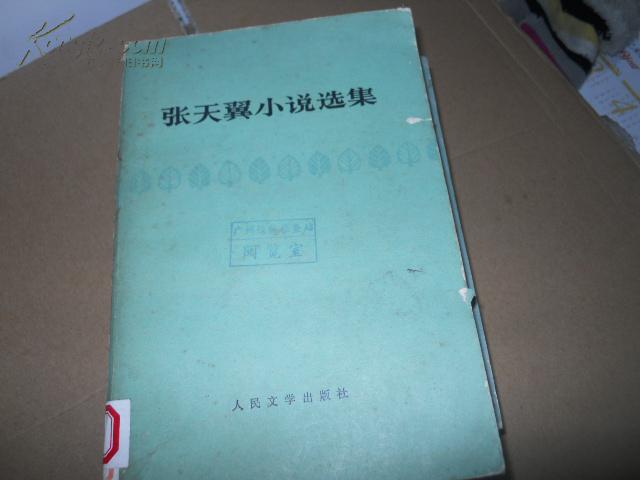 张天翼小说选集
阅览室
人民文学出版社